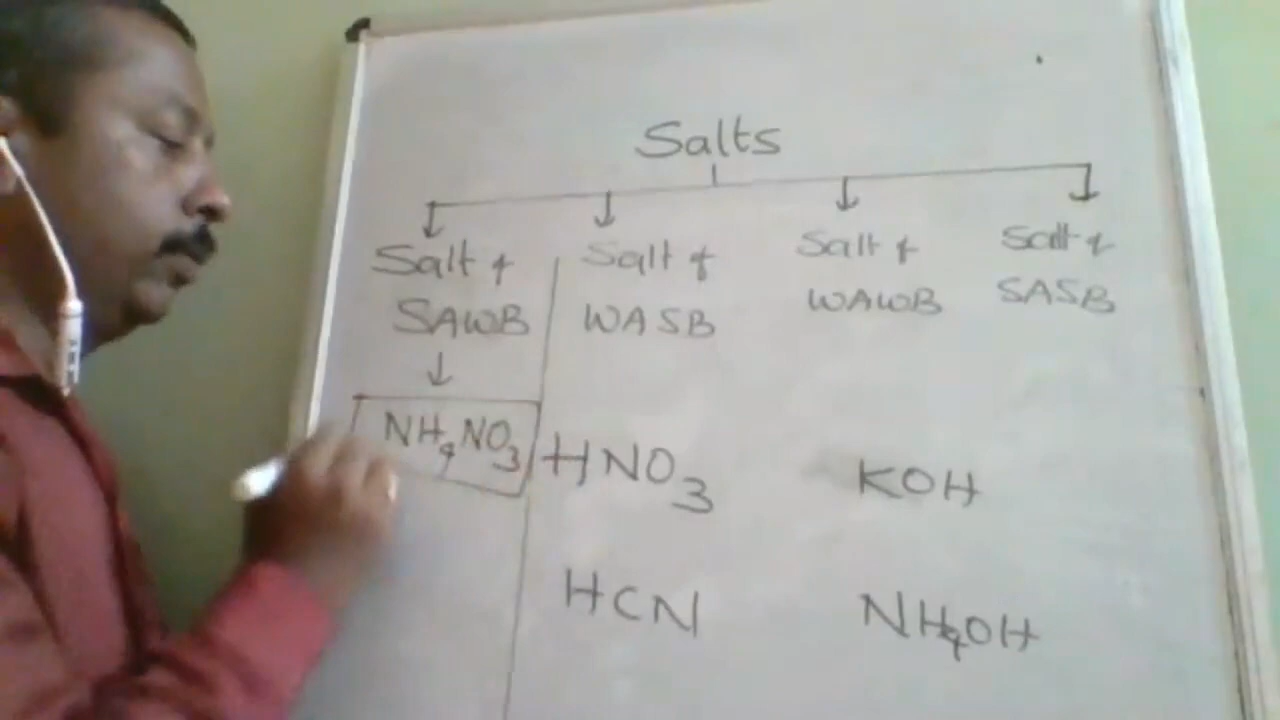 Salts
Salt of
SAWB
Salt of
WASB
Salt of
WAWB
Salt of
SASB
NH4NO3
HNO3
KOH
HCN
NH4OH